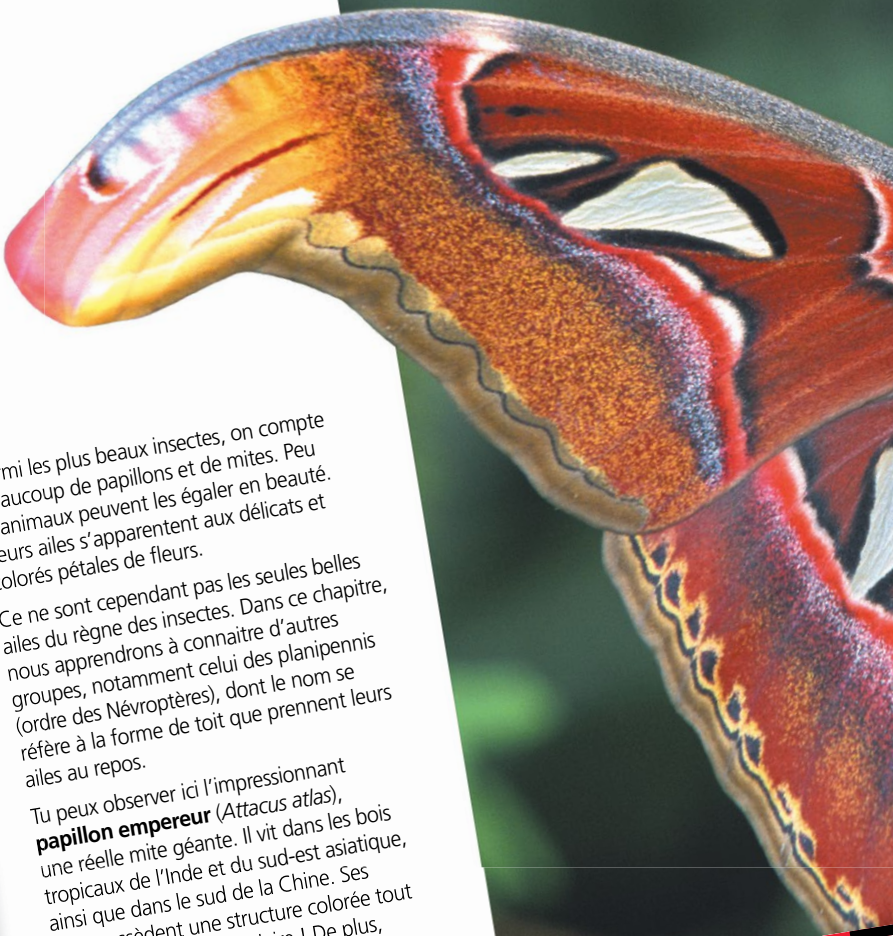 les plus beaux insectes, on compte
de papillons et de mites. Peu
animaux peuvent les égaler en beauté.
ailes s'apparentent aux délicats et
pétales de fleurs.
Ce ne sont cependant pas les seules belles
ailes du règne des insectes. Dans ce chapitre,
nous apprendrons à connaitre d'autres
groupes, notamment celui des planipennis
(ordre des Névroptères), dont le nom se
réfère à la forme de toit que prennent leurs
ailes au repos.
Tu peux observer ici l'impressionnant
papillon empereur (Attacus atlas),
une réelle mite géante. Il vit dans les bois
tropicaux de l'Inde et du sud-est asiatique,
ainsi que dans le sud de la Chine. Ses
une structure colorée tout
! De plus,